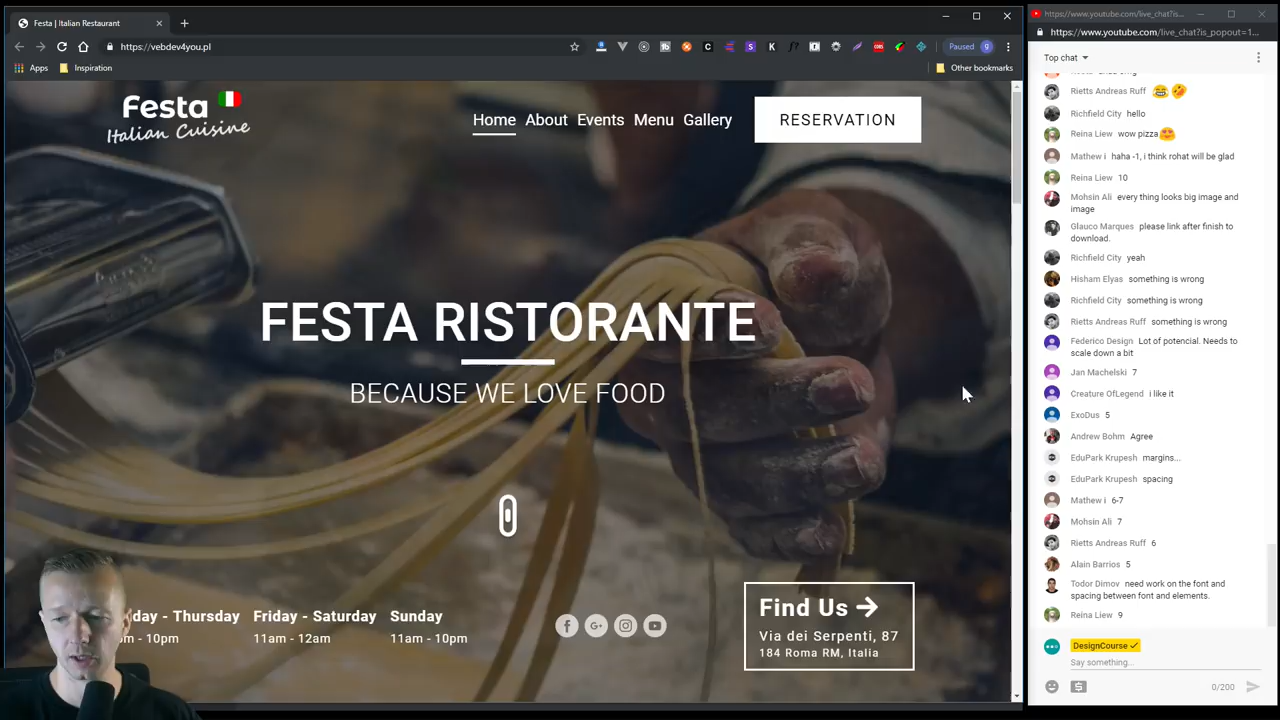 Festa | Italian Restaurant
https://vebdev4you.pl
Paused
g
Apps
Inspiration
Other bookmarks
Festa
Italian Cuisine
Home
About
Events
Menu
Gallery
RESERVATION
FESTA RISTORANTE
BECAUSE WE LOVE FOOD
day - Thursday
pm - 10pm
Friday - Saturday
11am - 12am
Sunday
11am - 10pm
Find Us
Via dei Serpenti, 87
184 Roma RM, Italia
https://www.youtube.com/live_chat?is...
https://www.youtube.com/live_chat?is_popout=1...
Top chat
Rietts Andreas Ruff
Richfield City hello
Reina Liew wow pizza
Mathew i haha -1, i think rohat will be glad
Reina Liew 10
Mohsin Ali every thing looks big image and
image
Glauco Marques please link after finish to
download.
Richfield City yeah
Hisham Elyas something is wrong
Richfield City something is wrong
Rietts Andreas Ruff something is wrong
Federico Design Lot of potencial. Needs to
scale down a bit
Jan Machelski 7
Creature OfLegend i like it
ExoDus 5
Andrew Bohm Agree
EduPark Krupesh margins...
EduPark Krupesh spacing
Mathew i 6-7
Mohsin Ali 7
Rietts Andreas Ruff 6
Alain Barrios 5
Todor Dimov need work on the font and
spacing between font and elements.
Reina Liew 9
DesignCourse
Say something...
0/200